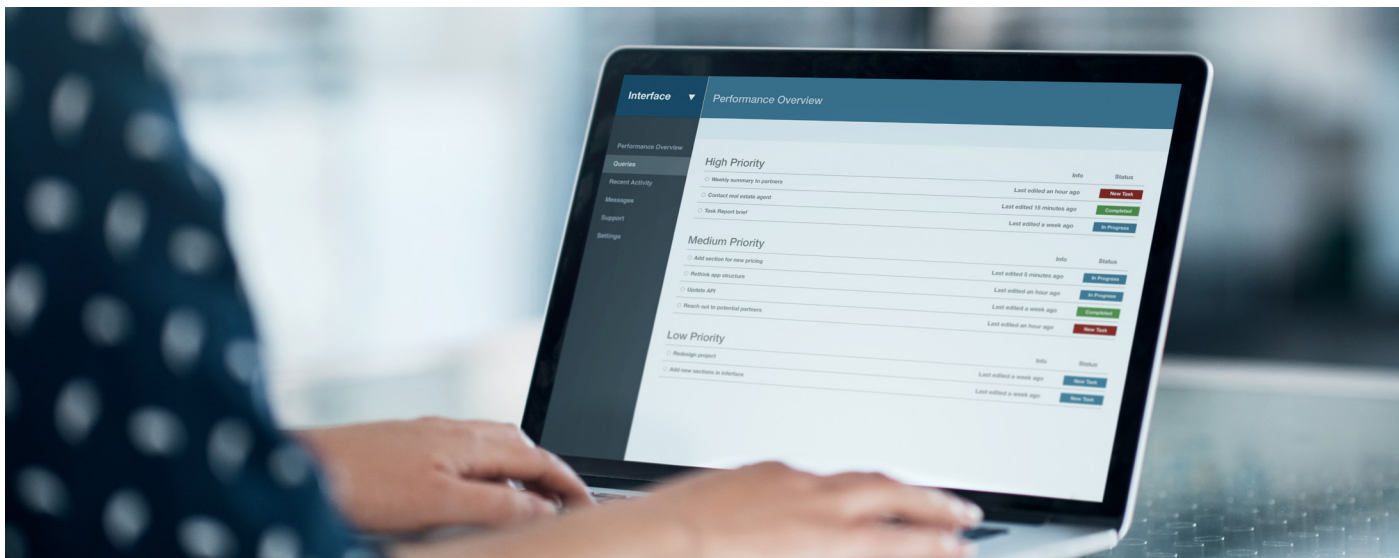 Interface ▼ Performance Overview
Performance Overview
Queries
Recent Activity
Messages
Support
Settings
High Priority Info Status
Weekly summary to partners Last edited an hour ago New Task
Contact real estate agent Last edited 15 minutes ago Completed
Task Report brief Last edited a week ago In Progress
Medium Priority Info Status
Add section for new pricing Last edited 5 minutes ago In Progress
Rethink app structure Last edited an hour ago In Progress
Update API Last edited a week ago Completed
Reach out to potential partners Last edited an hour ago New Task
Low Priority Info Status
Redesign project Last edited a week ago New Task
Add new sections in interface Last edited a week ago New Task